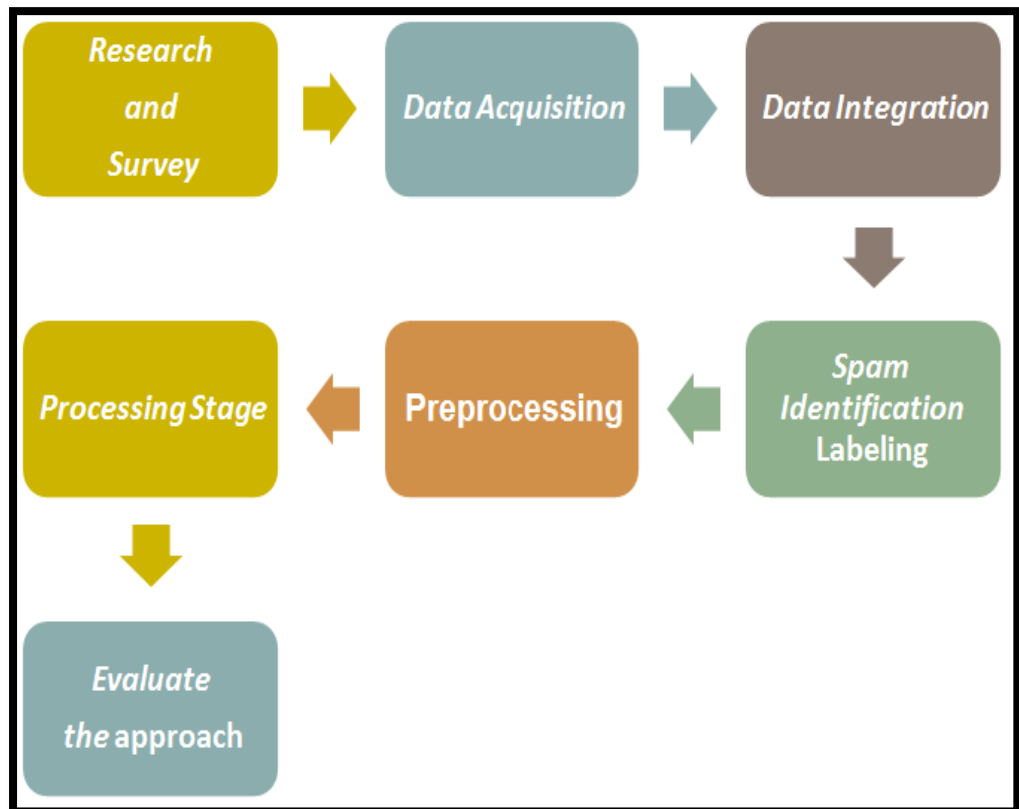 Research
and
Survey
Data Acquisition
Data Integration
Spam
Identification
Labeling
Preprocessing
Processing Stage
Evaluate
the approach